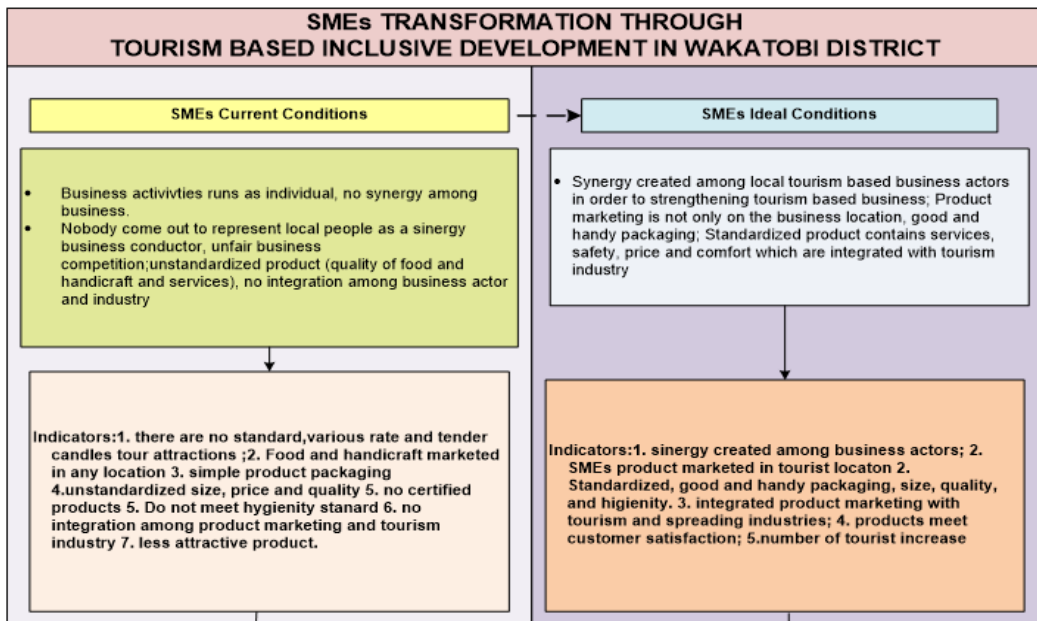 SMEs TRANSFORMATION THROUGH
TOURISM BASED INCLUSIVE DEVELOPMENT IN WAKATOBI DISTRICT
SMEs Current Conditions
SMEs Ideal Conditions
• Business activivties runs as individual, no synergy among
business.
• Nobody come out to represent local people as a sinergy
business conductor, unfair business
competition;unstandardized product (quality of food and
handicraft and services), no integration among business actor
and industry
• Synergy created among local tourism based business actors
in order to strengthening tourism based business; Product
marketing is not only on the business location, good and
handy packaging; Standardized product contains services,
safety, price and comfort which are integrated with tourism
industry
Indicators:1. there are no standard,various rate and tender
candles tour attractions ;2. Food and handicraft marketed
in any location 3. simple product packaging
4.unstandardized size, price and quality 5. no certified
products 5. Do not meet hygienity stanard 6. no
integration among product marketing and tourism
industry 7. less attractive product.
Indicators:1. sinergy created among business actors; 2.
SMEs product marketed in tourist locaton 2.
Standardized, good and handy packaging, size, quality,
and higienity. 3. integrated product marketing with
tourism and spreading industries; 4. products meet
customer satisfaction; 5.number of tourist increase